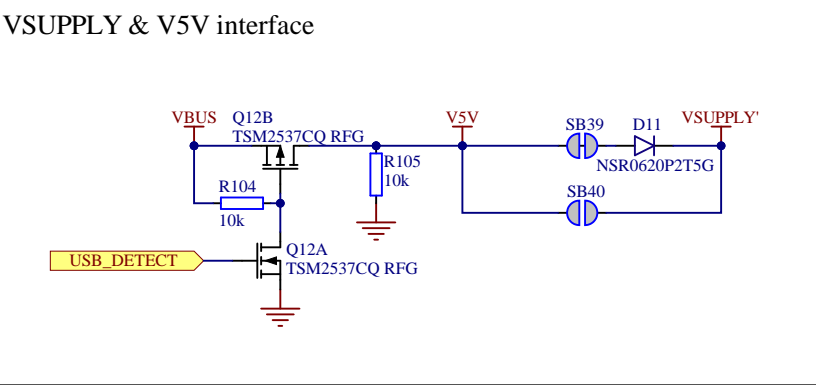 VSUPPLY & V5V interface
VBUS
Q12B
TSM2537CQ RFG
V5V
SB39
D11
VSUPPLY'
NSR0620P2T5G
R105
10k
R104
10k
SB40
USB_DETECT
Q12A
TSM2537CQ RFG